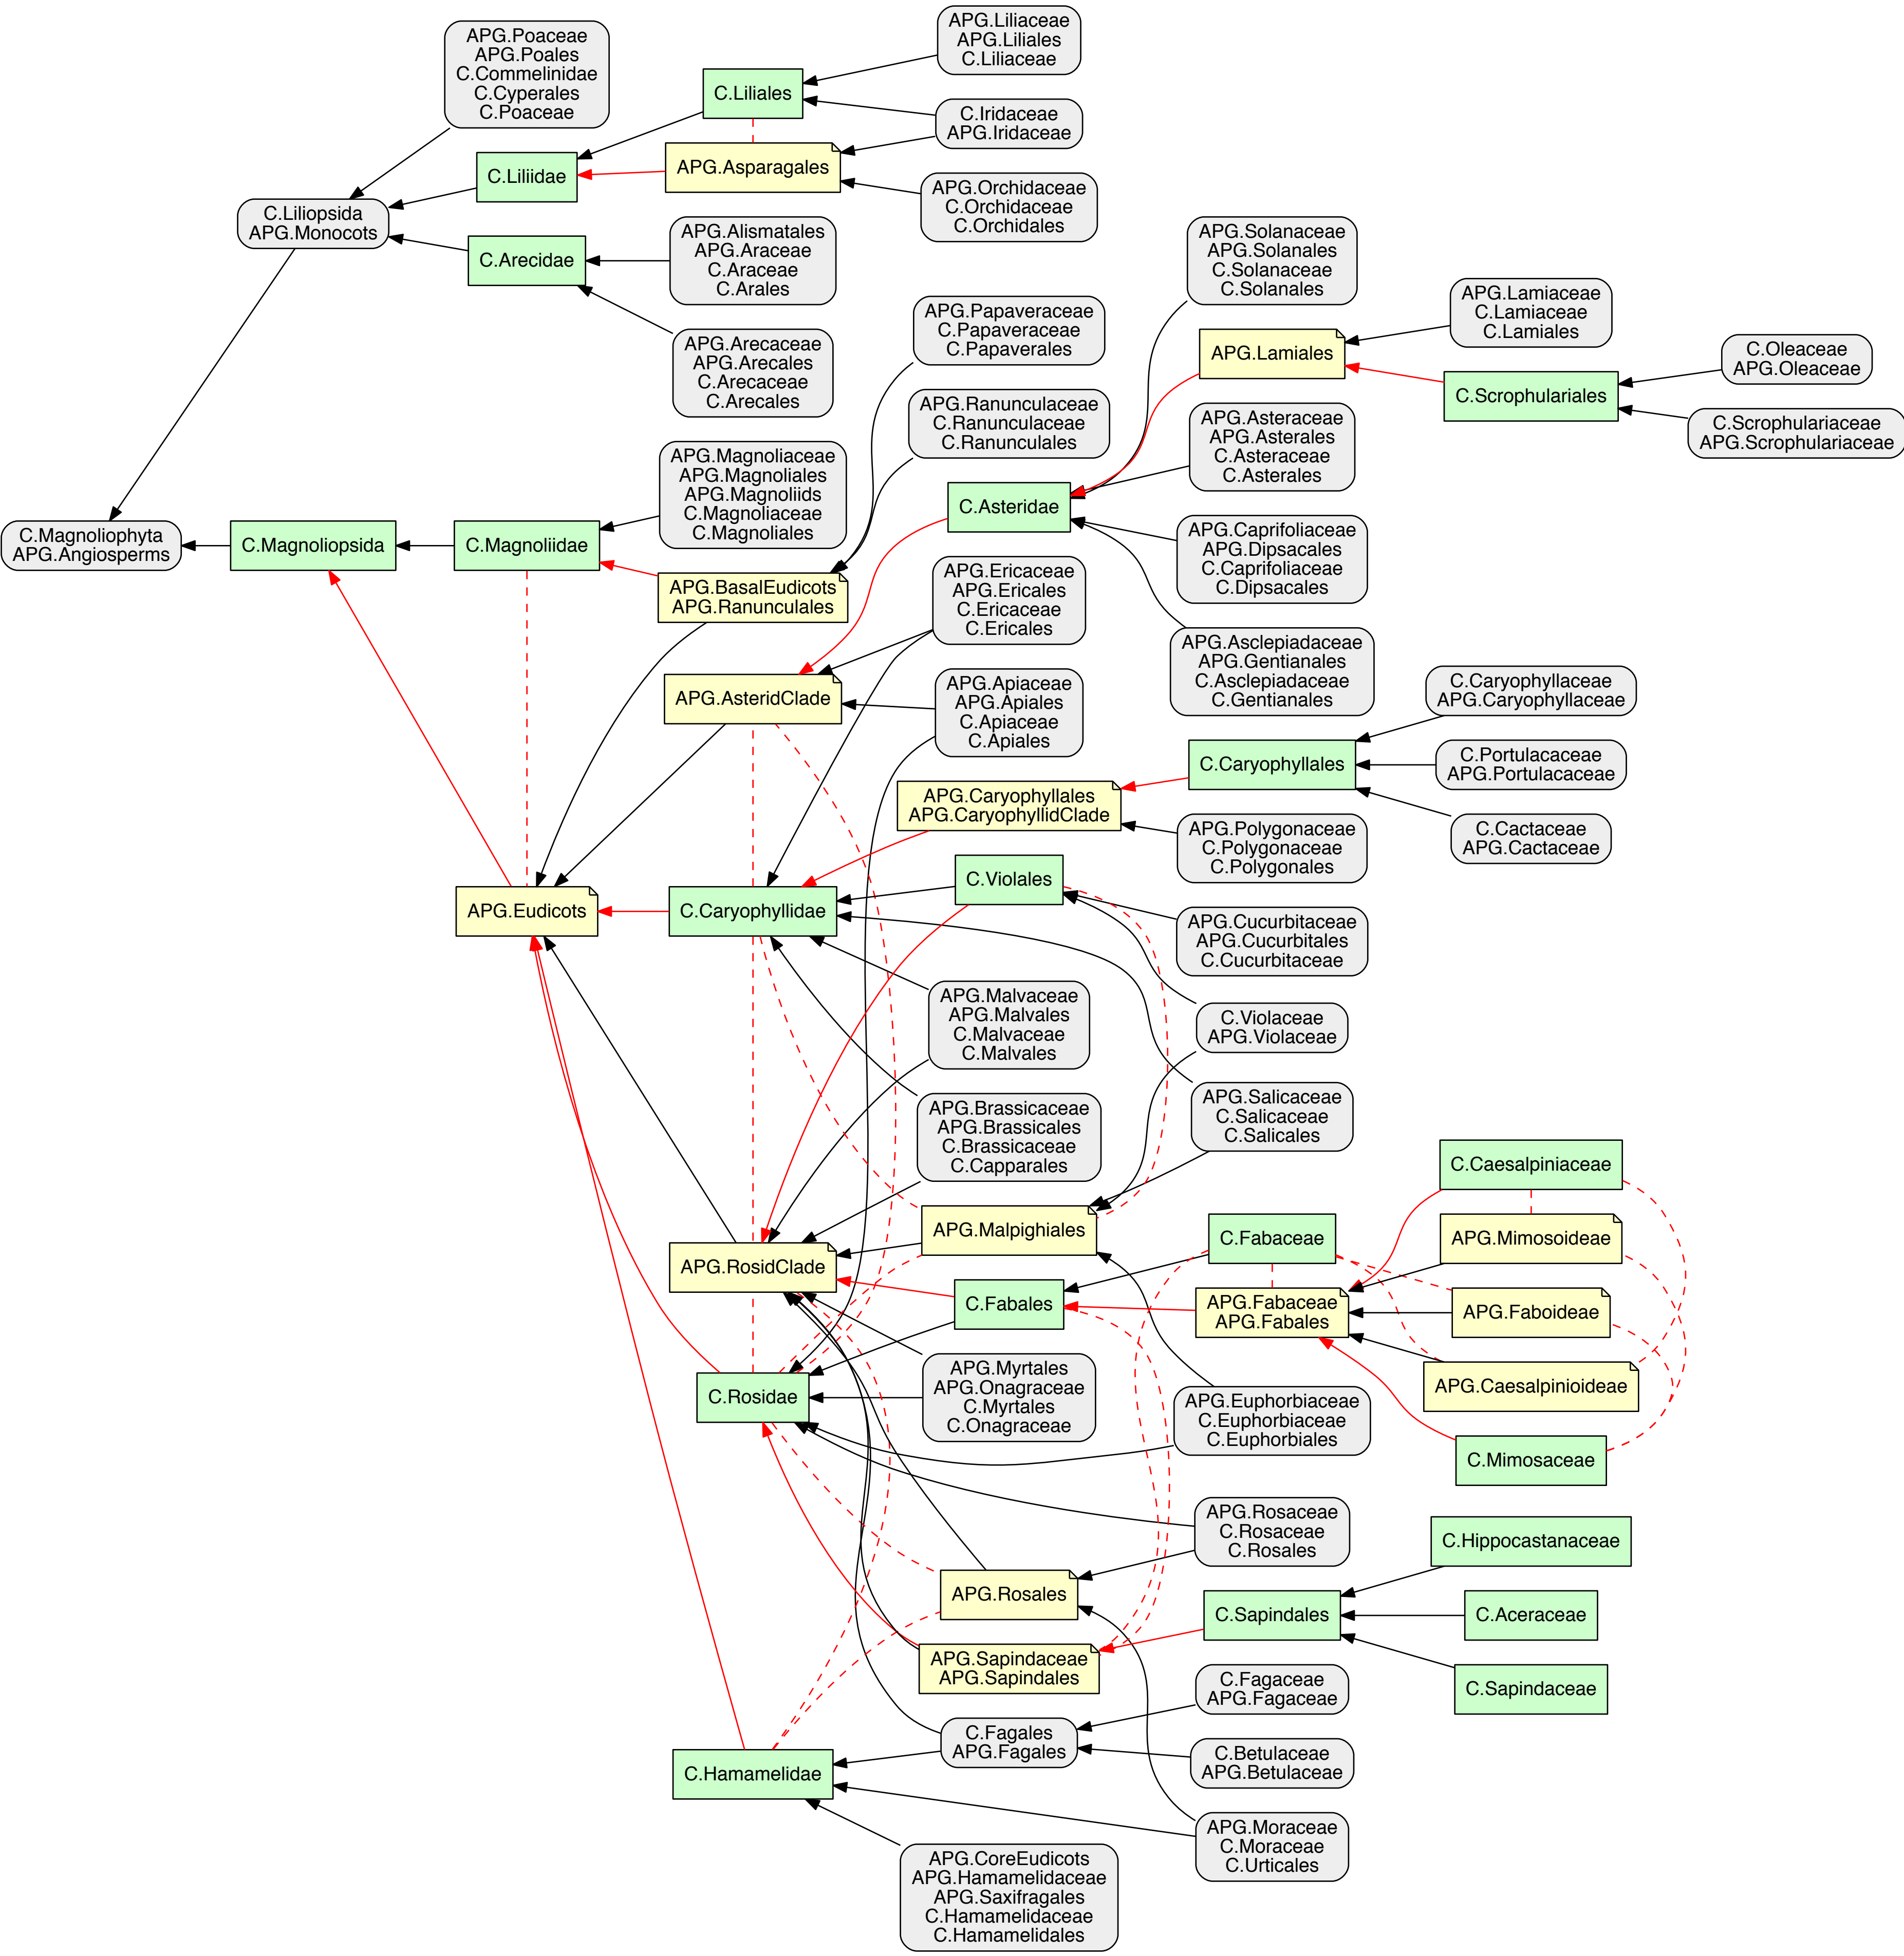 APG.Poaceae
APG.Poales
C.Commelinidae
C.Cyperales
C.Poaceae
APG.Liliaceae
APG.Liliales
C.Liliaceae
C.Liliales
C.Iridaceae
APG.Iridaceae
C.Liliidae
APG.Asparagales
APG.Orchidaceae
C.Orchidaceae
C.Orchidales
C.Liliopsida
APG.Monocots
C.Arecidae
APG.Alismatales
APG.Araceae
C.Araceae
C.Arales
APG.Solanaceae
APG.Solanales
C.Solanaceae
C.Solanales
APG.Arecaceae
APG.Arecales
C.Arecaceae
C.Arecales
APG.Papaveraceae
C.Papaveraceae
C.Papaverales
APG.Lamiales
APG.Lamiaceae
C.Lamiaceae
C.Lamiales
C.Oleaceae
APG.Oleaceae
C.Scrophulariales
C.Scrophulariaceae
APG.Scrophulariaceae
APG.Ranunculaceae
C.Ranunculaceae
C.Ranunculales
APG.Asteraceae
APG.Asterales
C.Asteraceae
C.Asterales
APG.Magnoliaceae
APG.Magnoliales
APG.Magnoliids
C.Magnoliaceae
C.Magnoliales
C.Asteridae
C.Magnoliophyta
APG.Angiosperms
C.Magnoliopsida
C.Magnoliidae
APG.Caprifoliaceae
APG.Dipsacales
C.Caprifoliaceae
C.Dipsacales
APG.BasalEudicots
APG.Ranunculales
APG.Ericaceae
APG.Ericales
C.Ericaceae
C.Ericales
APG.Asclepiadaceae
APG.Gentianales
C.Asclepiadaceae
C.Gentianales
APG.AsteridClade
APG.Apiaceae
APG.Apiales
C.Apiaceae
C.Apiales
C.Caryophyllaceae
APG.Caryophyllaceae
C.Caryophyllales
C.Portulacaceae
APG.Portulacaceae
APG.Caryophyllales
APG.CaryophyllidClade
APG.Polygonaceae
C.Polygonaceae
C.Polygonales
C.Cactaceae
APG.Cactaceae
APG.Eudicots
C.Caryophyllidae
C.Violales
APG.Cucurbitaceae
APG.Cucurbitales
C.Cucurbitaceae
APG.Malvaceae
APG.Malvales
C.Malvaceae
C.Malvales
C.Violaceae
APG.Violaceae
APG.Brassicaceae
APG.Brassicales
C.Brassicaceae
C.Capparales
APG.Salicaceae
C.Salicaceae
C.Salicales
C.Caesalpiniaceae
APG.Malpighiales
C.Fabaceae
APG.Mimosoideae
APG.RosidClade
C.Fabales
APG.Fabaceae
APG.Fabales
APG.Faboideae
C.Rosidae
APG.Myrtales
APG.Onagraceae
C.Myrtales
C.Onagraceae
APG.Caesalpinioideae
APG.Euphorbiaceae
C.Euphorbiaceae
C.Euphorbiales
C.Mimosaceae
APG.Rosaceae
C.Rosaceae
C.Rosales
C.Hippocastanaceae
APG.Rosales
C.Sapindales
C.Aceraceae
APG.Sapindaceae
APG.Sapindales
C.Sapindaceae
C.Fagaceae
APG.Fagaceae
C.Fagales
APG.Fagales
C.Betulaceae
APG.Betulaceae
C.Hamamelidae
APG.Moraceae
C.Moraceae
C.Urticales
APG.CoreEudicots
APG.Hamamelidaceae
APG.Saxifragales
C.Hamamelidaceae
C.Hamamelidales